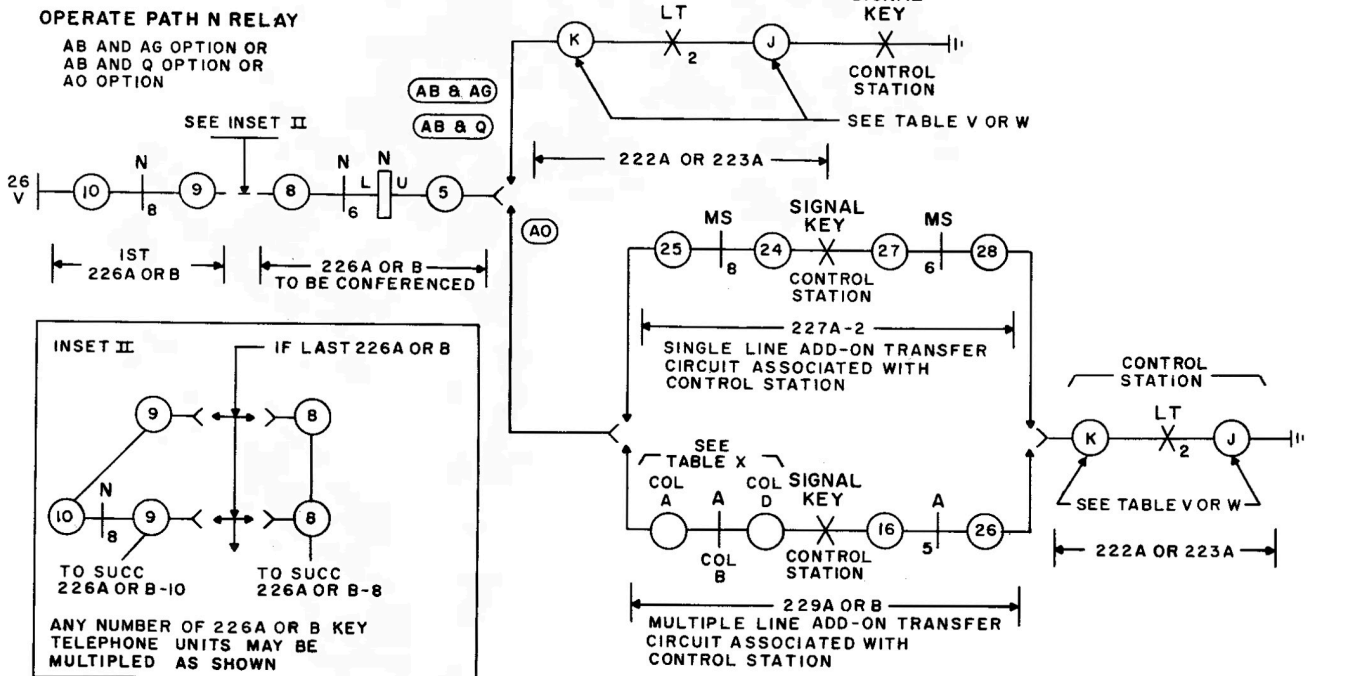 OPERATE PATH N RELAY
AB AND AG OPTION OR
AB AND Q OPTION OR
AO OPTION
SEE INSET II
26
V
10
N
8
9
8
N
6
L
N
U
5
1ST
226A OR B
226A OR B
TO BE CONFERENCED
AB & AG
AB & Q
AO
K
LT
2
J
KEY
CONTROL
STATION
SEE TABLE V OR W
222A OR 223A
25
MS
8
24
SIGNAL
KEY
CONTROL
STATION
27
MS
6
28
227A-2
SINGLE LINE ADD-ON TRANSFER
CIRCUIT ASSOCIATED WITH
CONTROL STATION
SEE
TABLE X
COL
A
A
COL
B
COL
D
SIGNAL
KEY
CONTROL
STATION
16
A
5
26
229A OR B
MULTIPLE LINE ADD-ON TRANSFER
CIRCUIT ASSOCIATED WITH
CONTROL STATION
CONTROL
STATION
K
LT
2
J
SEE TABLE V OR W
222A OR 223A
INSET II
IF LAST 226A OR B
9
8
10
N
8
9
8
TO SUCC
226A OR B-10
TO SUCC
226A OR B-8
ANY NUMBER OF 226A OR B KEY
TELEPHONE UNITS MAY BE
MULTIPLED AS SHOWN